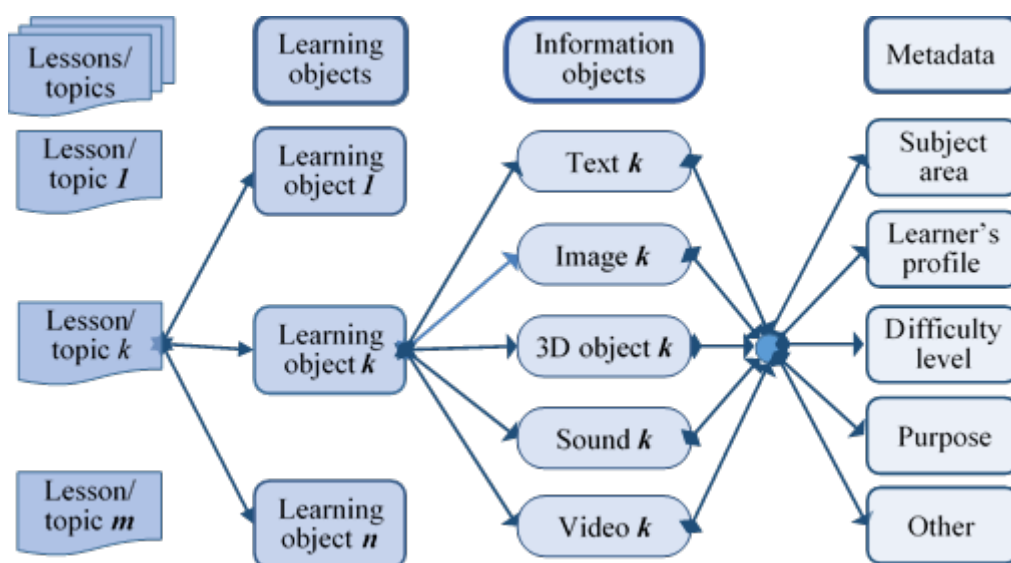 Lessons/
topics
Learning
objects
Information
objects
Metadata
Lesson/
topic 1
Learning
object 1
Text k
Subject
area
Image k
Learner's
profile
Lesson/
topic k
Learning
object k
3D object k
Difficulty
level
Sound k
Purpose
Lesson/
topic m
Learning
object n
Video k
Other